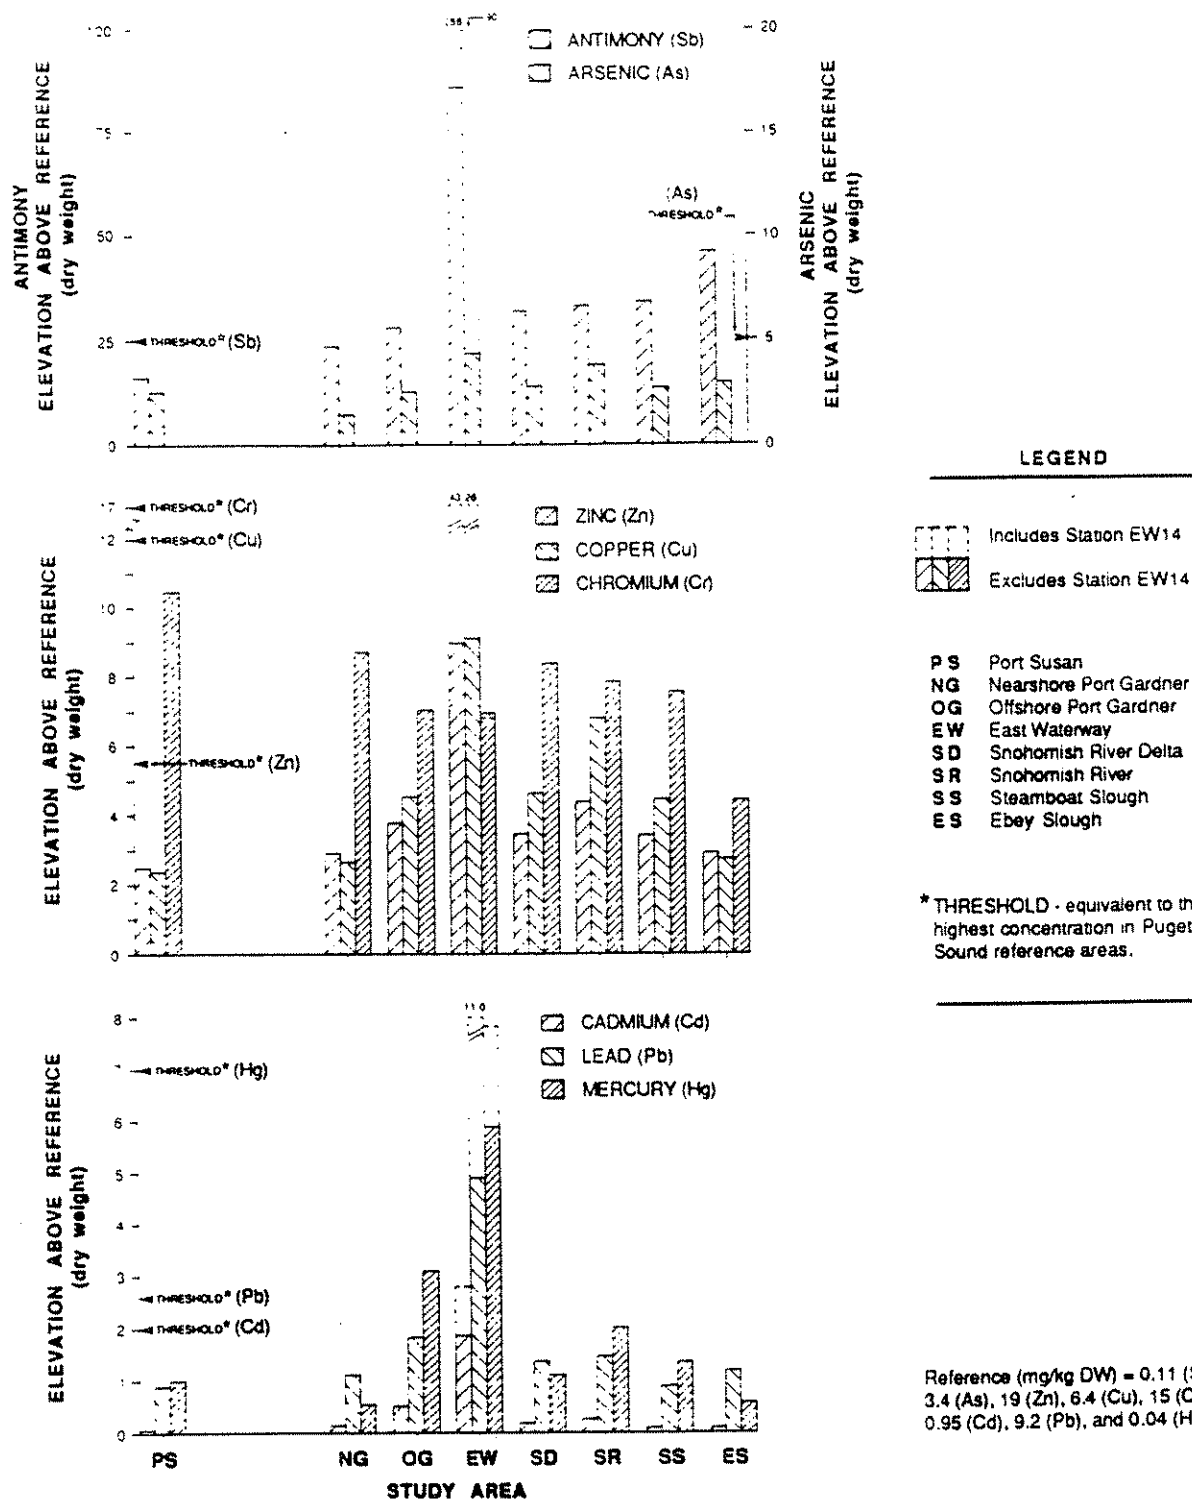 ANTIMONY
ELEVATION ABOVE REFERENCE
(dry weight)
75
50
25
0
THRESHOLD* (Sb)
ANTIMONY (Sb)
ARSENIC (As)
(As)
THRESHOLD*
20
15
10
5
0
ARSENIC
ELEVATION ABOVE REFERENCE
(dry weight)
ELEVATION ABOVE REFERENCE
(dry weight)
12
10
8
6
4
2
0
THRESHOLD* (Cr)
THRESHOLD* (Cu)
THRESHOLD* (Zn)
43 26
ZINC (Zn)
COPPER (Cu)
CHROMIUM (Cr)
ELEVATION ABOVE REFERENCE
(dry weight)
8
6
5
4
3
2
1
0
THRESHOLD* (Hg)
THRESHOLD* (Pb)
THRESHOLD* (Cd)
11.0
CADMIUM (Cd)
LEAD (Pb)
MERCURY (Hg)
PS NG OG EW SD SR SS ES
STUDY AREA
LEGEND
Includes Station EW14
Excludes Station EW14
PS Port Susan
NG Nearshore Port Gardner
OG Offshore Port Gardner
EW East Waterway
SD Snohomish River Delta
SR Snohomish River
SS Steamboat Slough
ES Ebey Slough
* THRESHOLD - equivalent to th
highest concentration in Puget
Sound reference areas.
Reference (mg/kg DW) = 0.11 (
3.4 (As), 19 (Zn), 6.4 (Cu), 15 (C
0.95 (Cd), 9.2 (Pb), and 0.04 (H